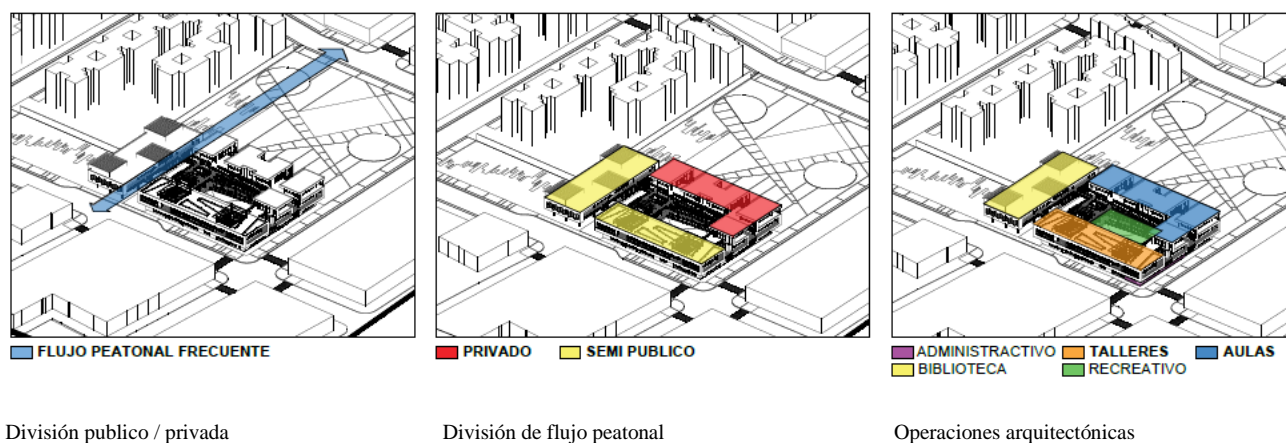 FLUJO PEATONAL FRECUENTE
PRIVADO SEMI PUBLICO
ADMINISTRACTIVO TALLERES AULAS
BIBLIOTECA RECREATIVO
División publico / privada
División de flujo peatonal
Operaciones arquitectónicas